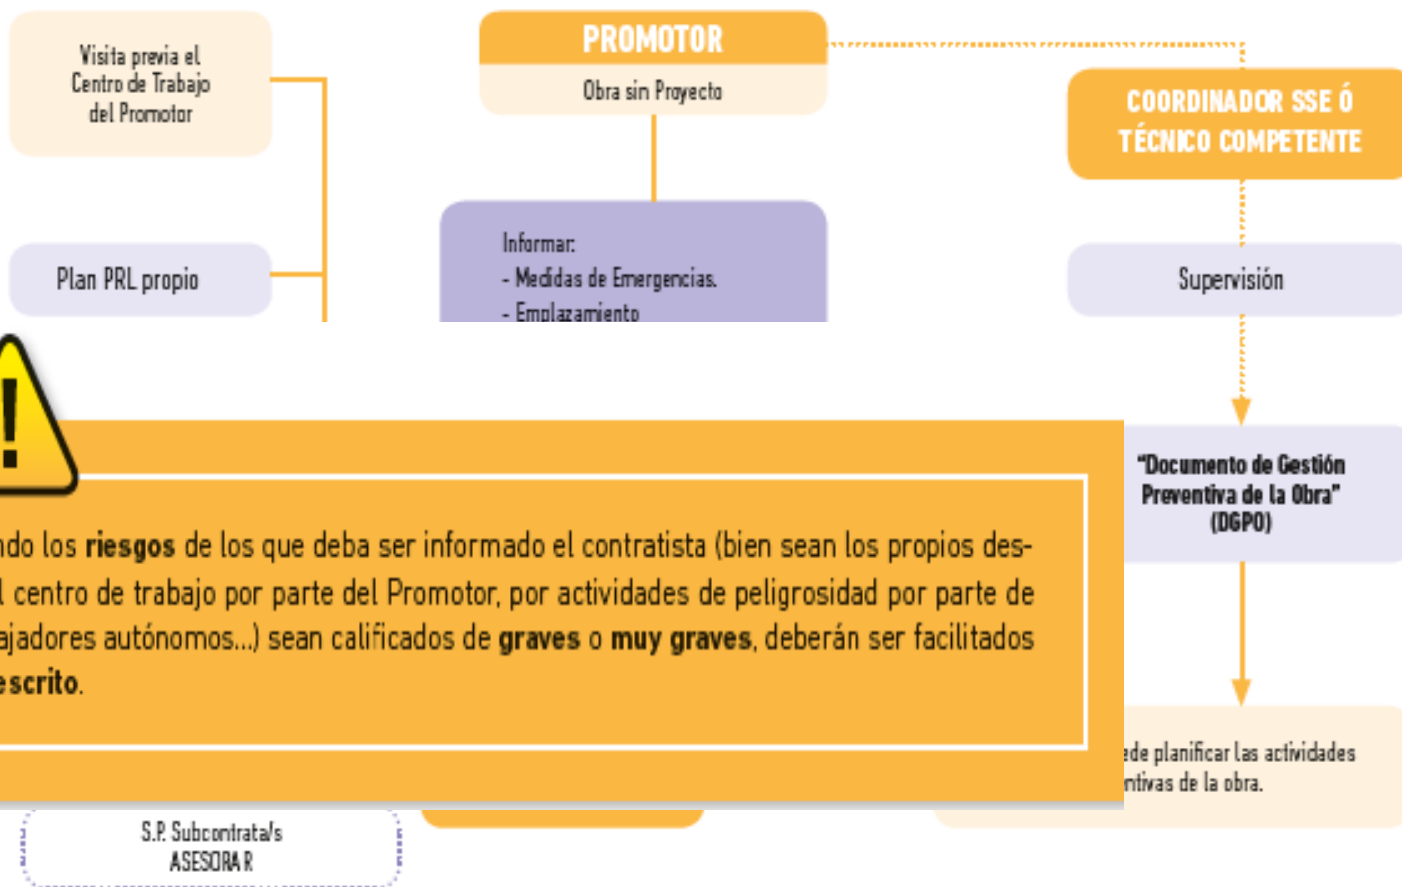 Visita previa el
Centro de Trabajo
del Promotor
PROMOTOR
Obra sin Proyecto
COORDINADOR SSE Ó
TÉCNICO COMPETENTE
Plan PRL propio
Informar:
- Medidas de Emergencias.
- Emplazamiento
Supervisión
!
ndo los riesgos de los que deba ser informado el contratista (bien sean los propios des-
l centro de trabajo por parte del Promotor, por actividades de peligrosidad por parte de
ajadores autónomos...) sean calificados de graves o muy graves, deberán ser facilitados
escrito.
"Documento de Gestión
Preventiva de la Obra"
(DGPO)
ede planificar las actividades
ntivas de la obra.
S.P. Subcontrata/s
ASESORAR